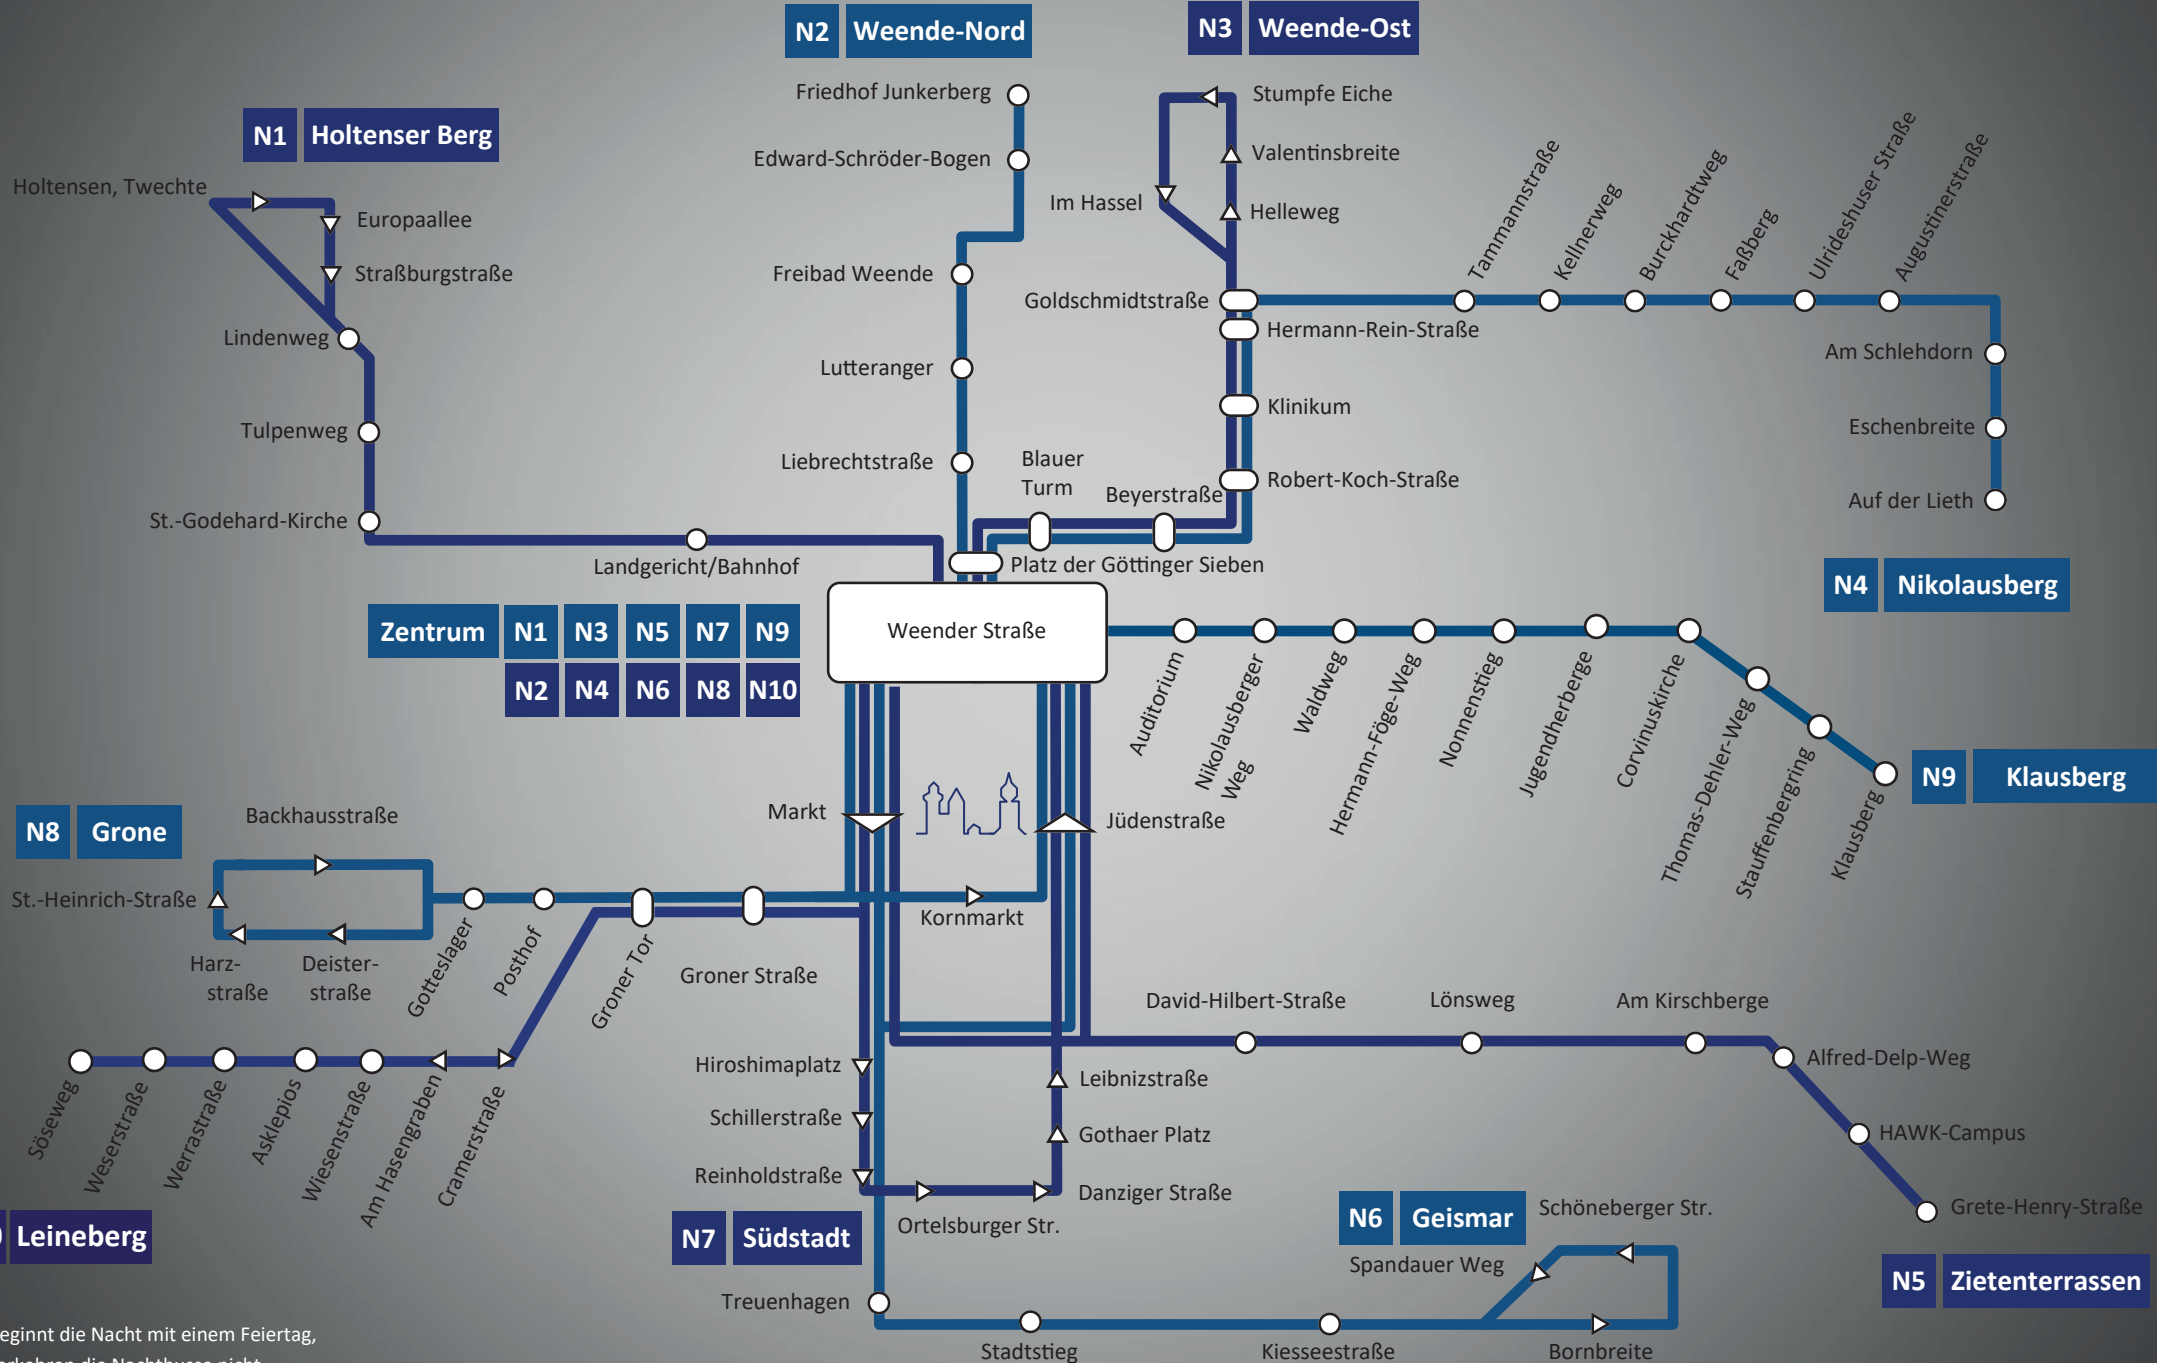 N2 Weende-Nord
N3 Weende-Ost
Friedhof Junkerberg
Stumpfe Eiche
N1 Holtenser Berg
Edward-Schröder-Bogen
Valentinsbreite
Holtensen, Twechte
Europaallee
Im Hassel
Helleweg
Tammannstraße
Kellnerweg
Burckhardtweg
Faßberg
Ulrideshuser Straße
Augustinerstraße
Straßburgstraße
Freibad Weende
Goldschmidtstraße
Lindenweg
Hermann-Rein-Straße
Am Schlehdorn
Lutteranger
Klinikum
Tulpenweg
Eschenbreite
Liebrechtstraße
Blauer
Turm
Beyerstraße
Robert-Koch-Straße
Auf der Lieth
St.-Godehard-Kirche
Landgericht/Bahnhof
Platz der Göttinger Sieben
N4 Nikolausberg
Zentrum N1 N3 N5 N7 N9
N2 N4 N6 N8 N10
Weender Straße
Auditorium
Nikolausberger
Weg
Waldweg
Hermann-Föge-Weg
Nonnenstieg
Jugendherberge
Corvinuskirche
Thomas-Dehler-Weg
Stauffenbergring
Klausberg
N9 Klausberg
Markt
Jüdenstraße
N8 Grone
Backhausstraße
St.-Heinrich-Straße
Kornmarkt
Harz-
straße
Deister-
straße
Gotteslager
Posthof
Groner Tor
Groner Straße
David-Hilbert-Straße
Lönsweg
Am Kirschberge
Hiroshimaplatz
Leibnizstraße
Alfred-Delp-Weg
Schillerstraße
Gothaer Platz
HAWK-Campus
Söseweg
Weserstraße
Werrastraße
Asklepios
Wiesenstraße
Am Hasengraben
Cramerstraße
Reinholdstraße
Danziger Straße
Ortelsburger Str.
Grete-Henry-Straße
Leineberg
N7 Südstadt
N6 Geismar
Schöneberger Str.
Spandauer Weg
N5 Zietenterrassen
Treuenhagen
Stadtstieg
Kiesseestraße
Bornbreite
eginnt die Nacht mit einem Feiertag,